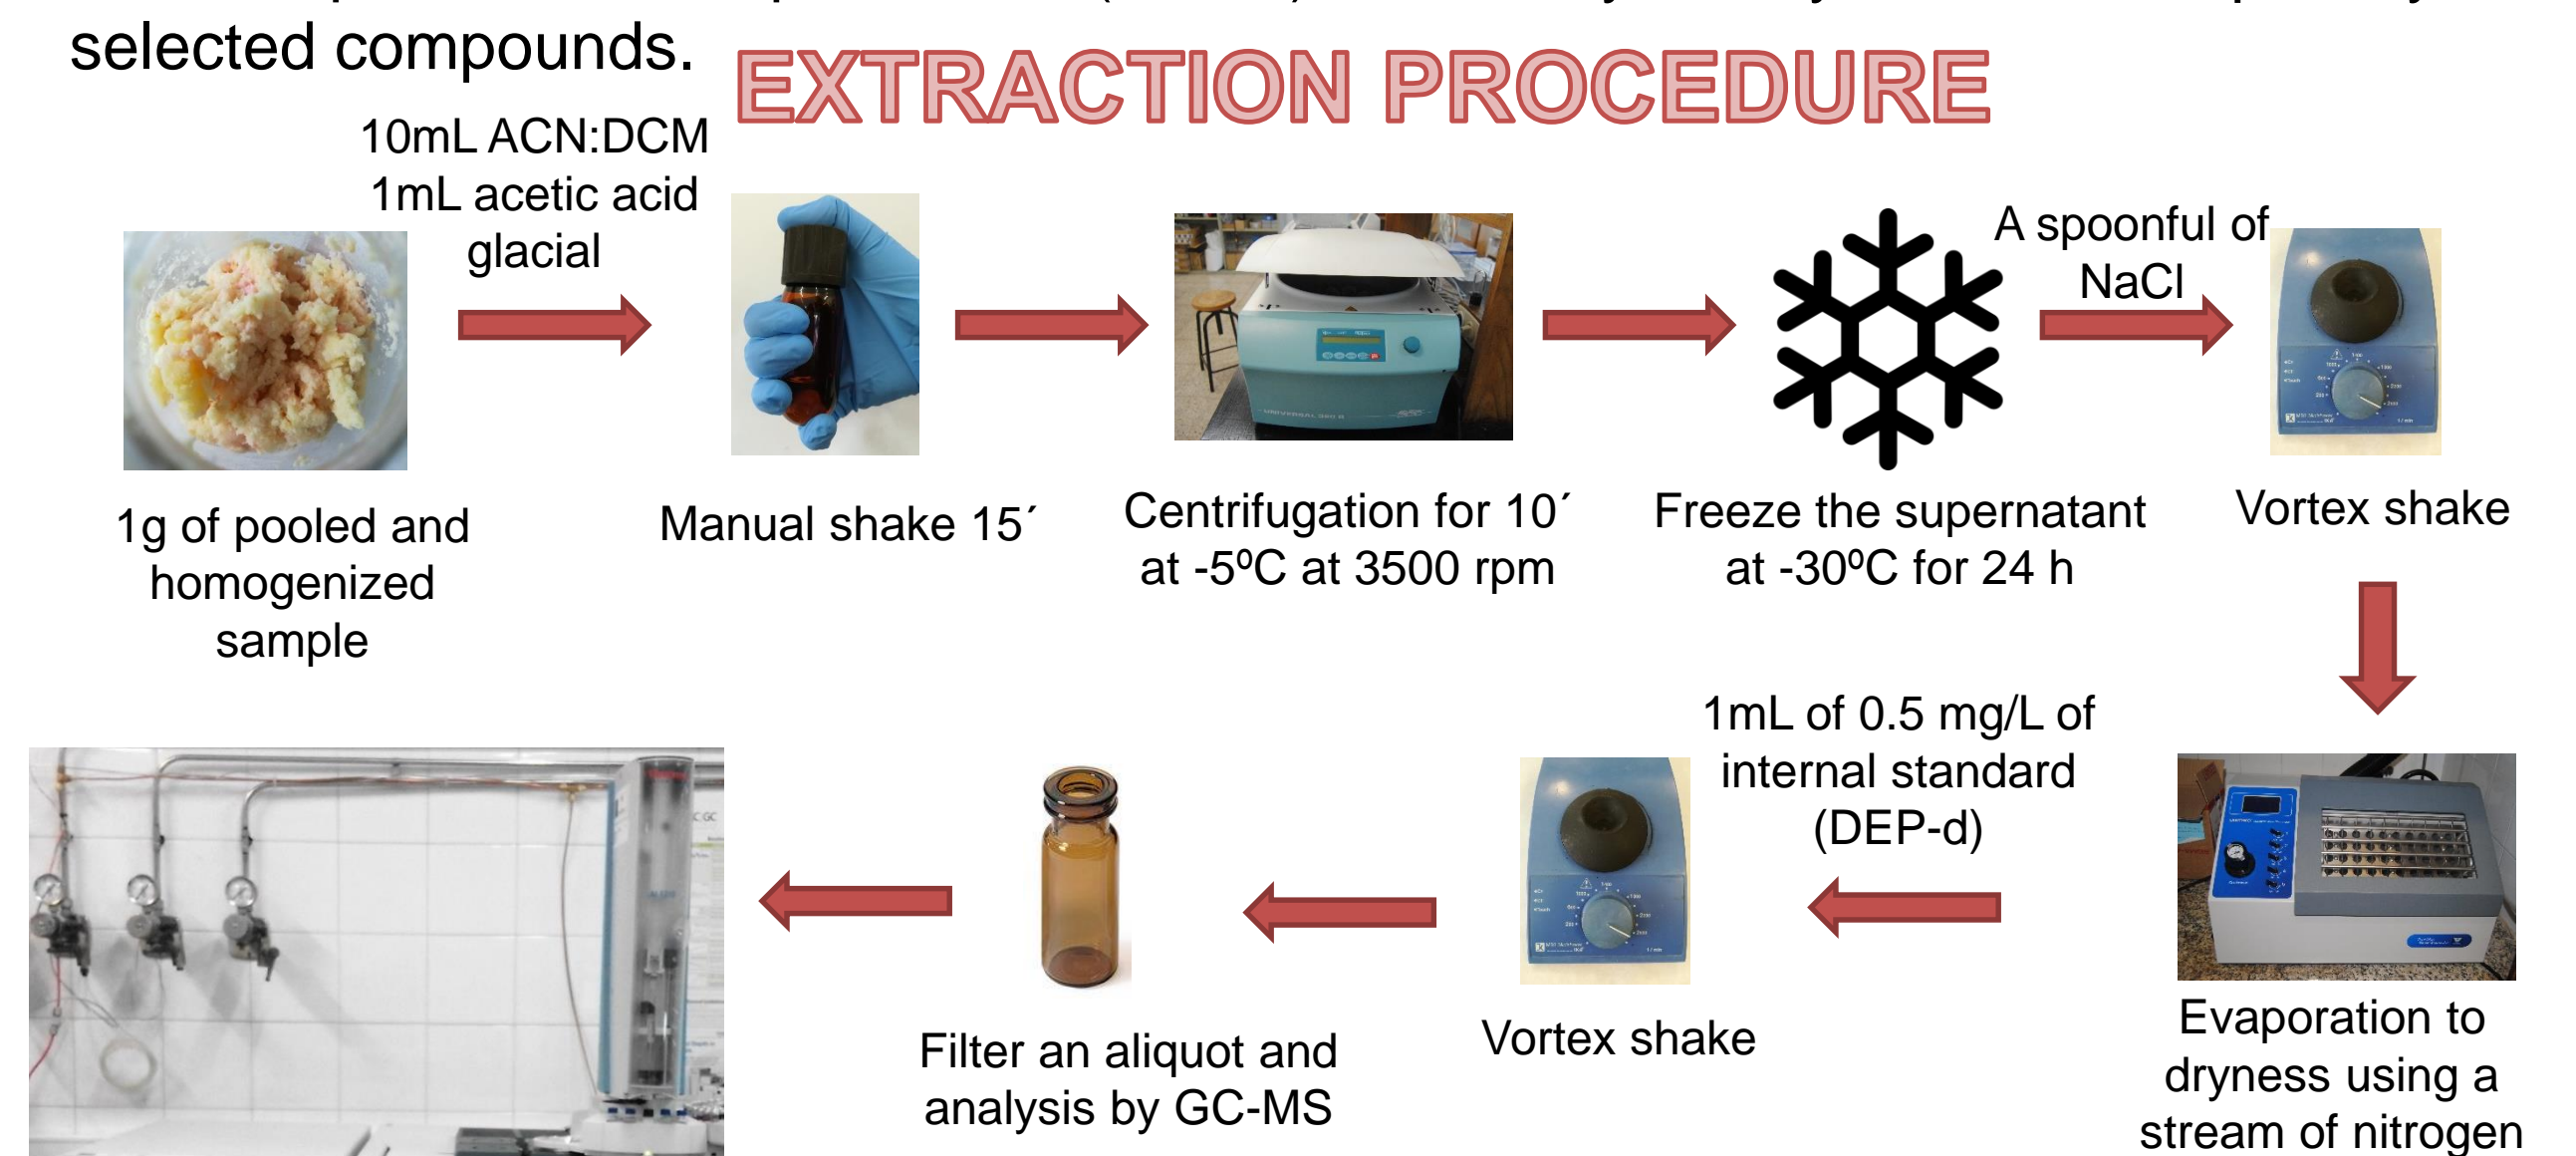 selected compounds.
EXTRACTION PROCEDURE
10mL ACN:DCM
1mL acetic acid
glacial
A spoonful of
NaCl
1g of pooled and
homogenized
sample
Manual shake 15´
Centrifugation for 10´
at -5ºC at 3500 rpm
Freeze the supernatant
at -30ºC for 24 h
Vortex shake
Evaporation to
dryness using a
stream of nitrogen
1mL of 0.5 mg/L of
internal standard
(DEP-d)
Vortex shake
Filter an aliquot and
analysis by GC-MS